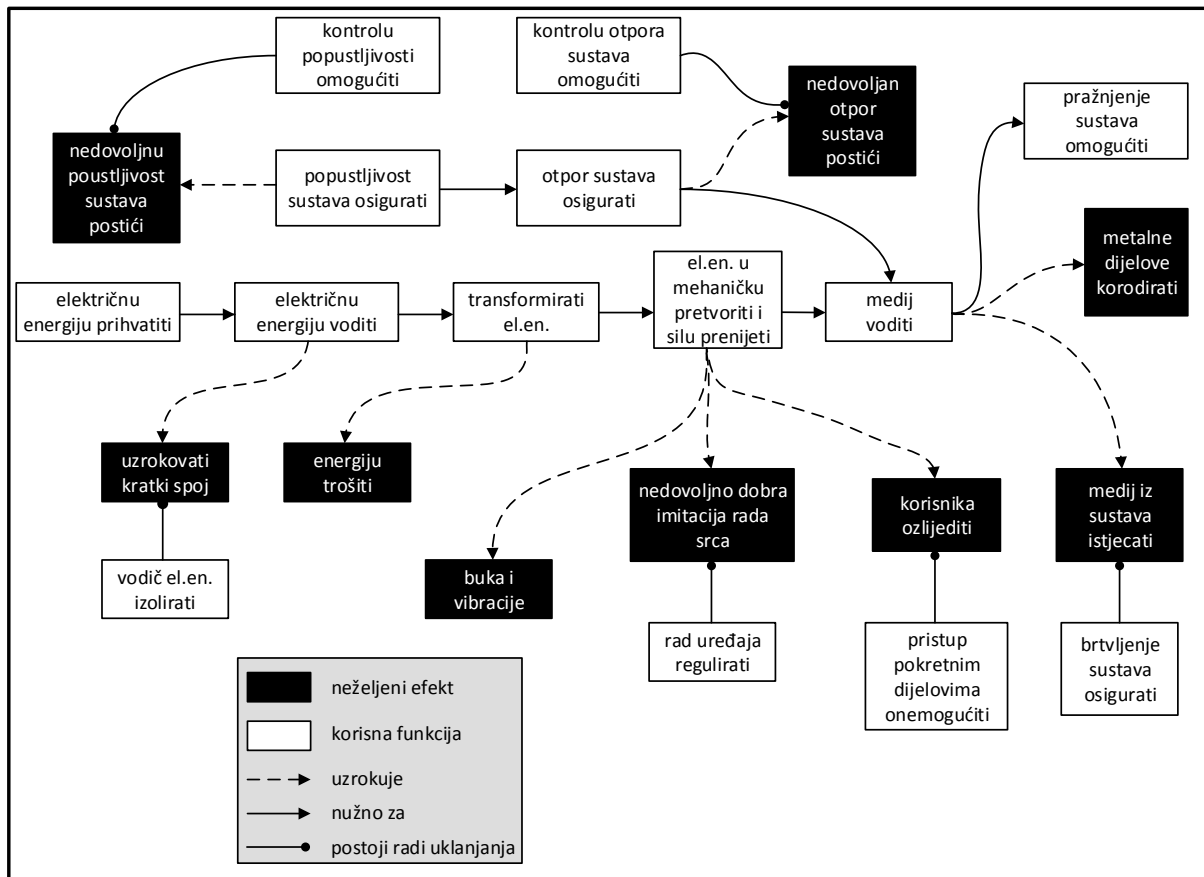 kontrolu
popustljivosti
omogućiti
kontrolu otpora
sustava
omogućiti
nedovoljan
otpor
sustava
postići
pražnjenje
sustava
omogućiti
nedovoljnu
poustljivost
sustava
postići
popustljivost
sustava osigurati
otpor sustava
osigurati
metalne
dijelove
korodirati
električnu
energiju prihvatiti
električnu
energiju voditi
transformirati
el.en.
el.en. u
mehaničku
pretvoriti i
silu prenijeti
medij
voditi
uzrokovati
kratki spoj
energiju
trošiti
nedovoljno dobra
imitacija rada
srca
korisnika
ozlijediti
medij iz
sustava
istjecati
vodič el.en.
izolirati
buka i
vibracije
rad uređaja
regulirati
pristup
pokretnim
dijelovima
onemogućiti
brtvljenje
sustava
osigurati
neželjeni efekt
korisna funkcija
uzrokuje
nužno za
postoji radi uklanjanja